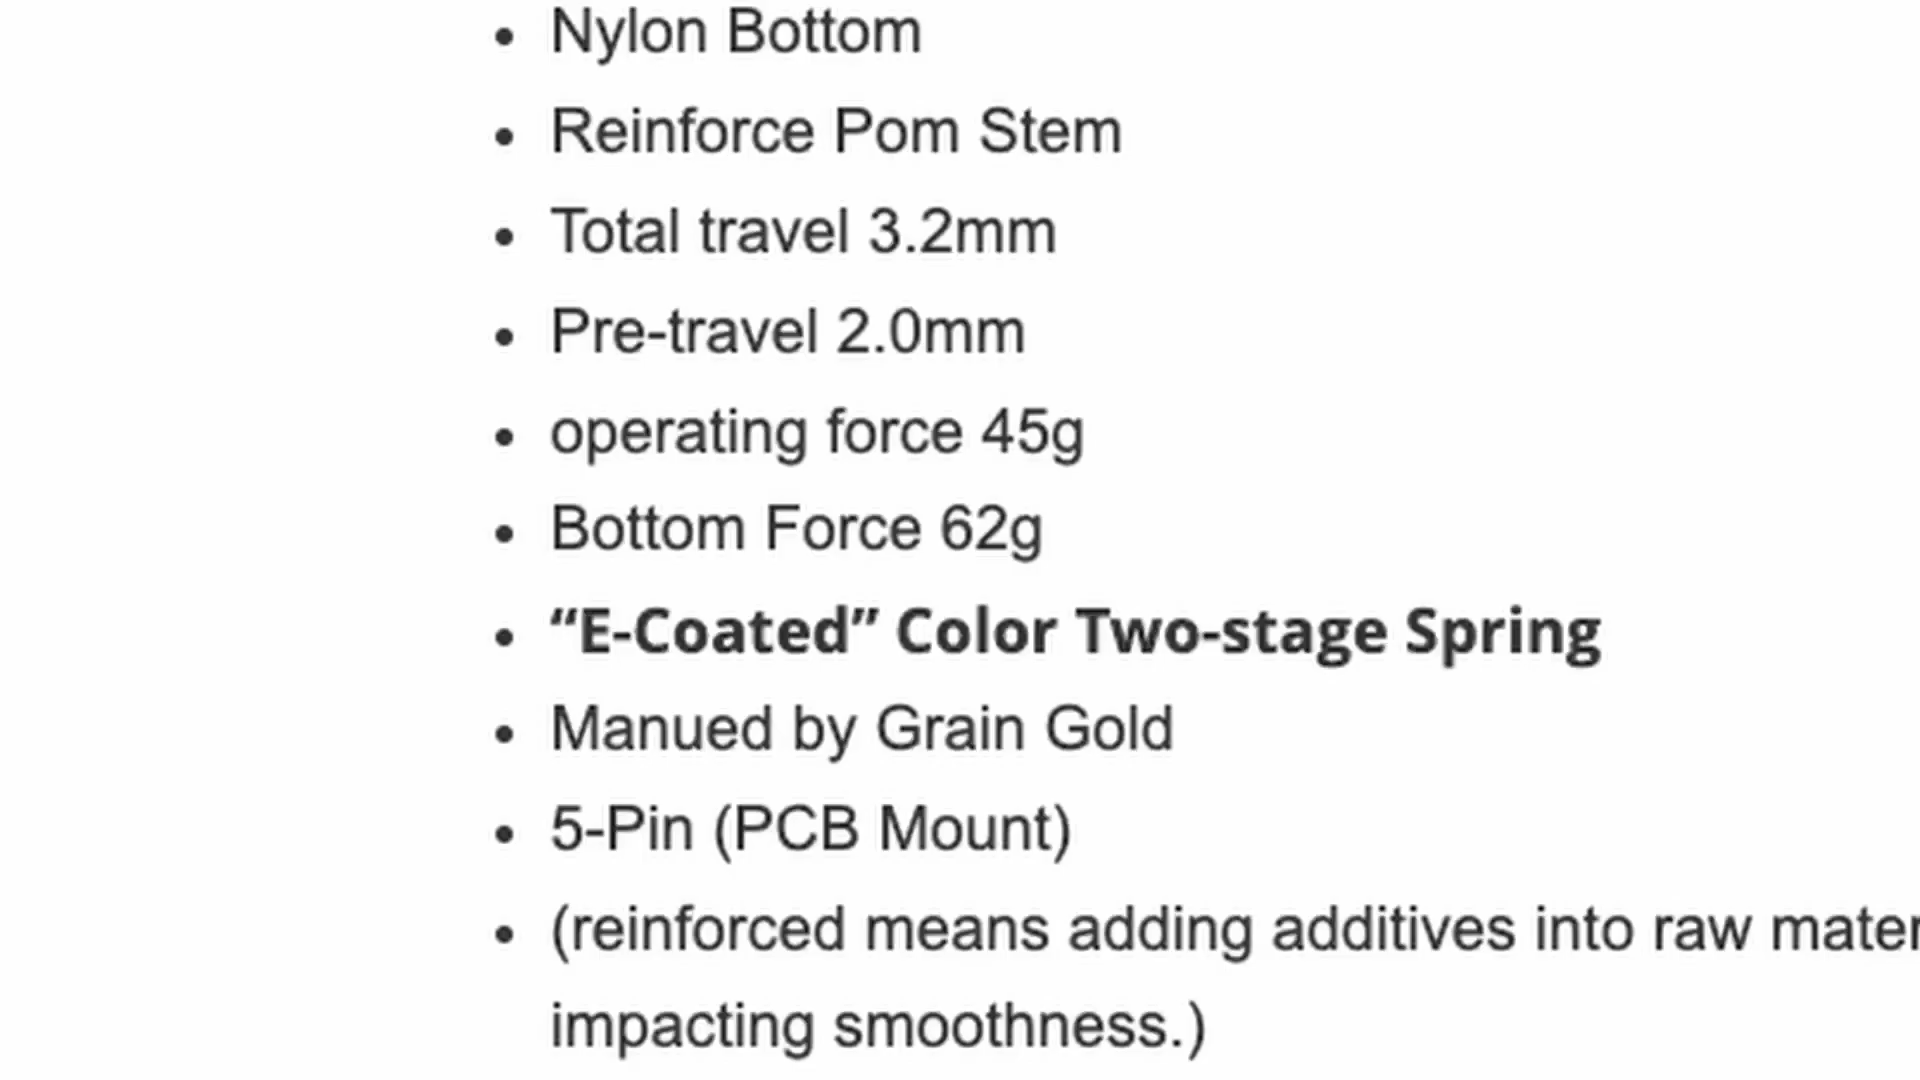 • Nylon Bottom
• Reinforce Pom Stem
• Total travel 3.2mm
• Pre-travel 2.0mm
• operating force 45g
• Bottom Force 62g
• “E-Coated” Color Two-stage Spring
• Manued by Grain Gold
• 5-Pin (PCB Mount)
• (reinforced means adding additives into raw
impacting smoothness.)